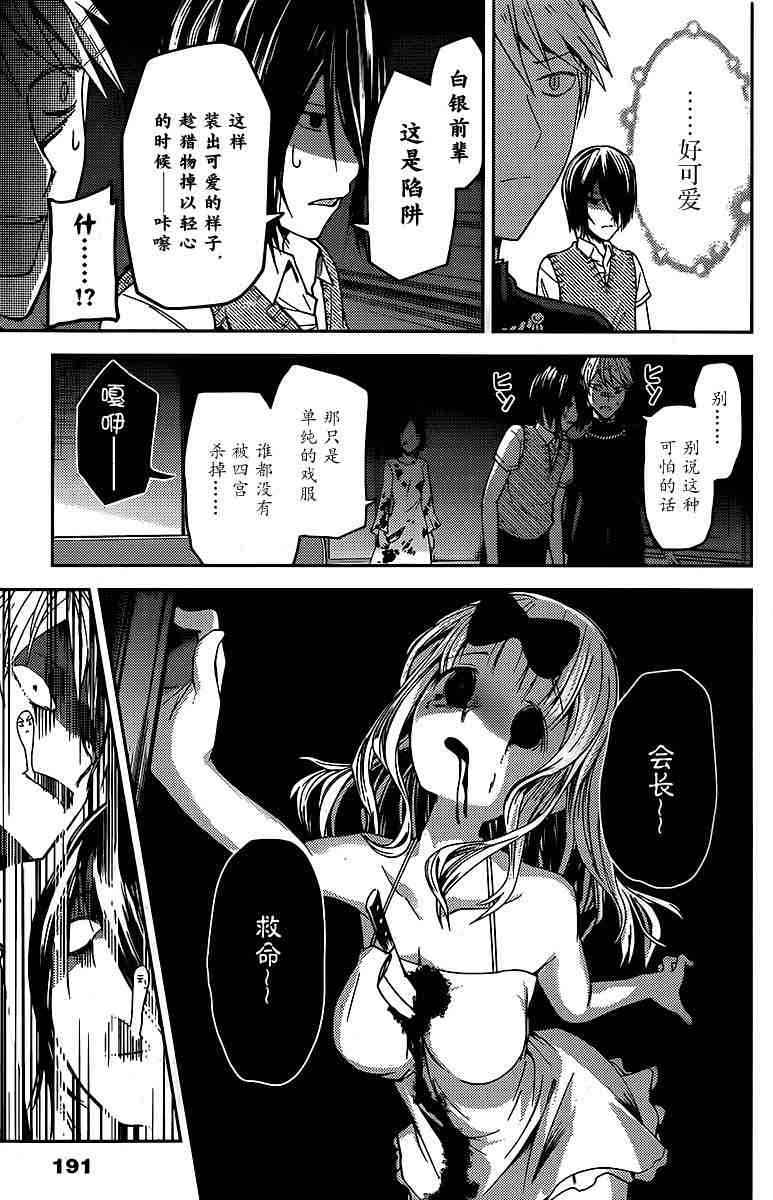 ……好可爱
白银前辈
这是陷阱
这样
装出可爱的样子，
趁猎物掉以轻心
的时候——咔嚓
什……!?
别……
别说这种
可怕的话
ヒソ
ヒソ
那只是
单纯的戏服
谁都没有
被四宫
杀掉……
嘎咿——
会长～
救命～
191